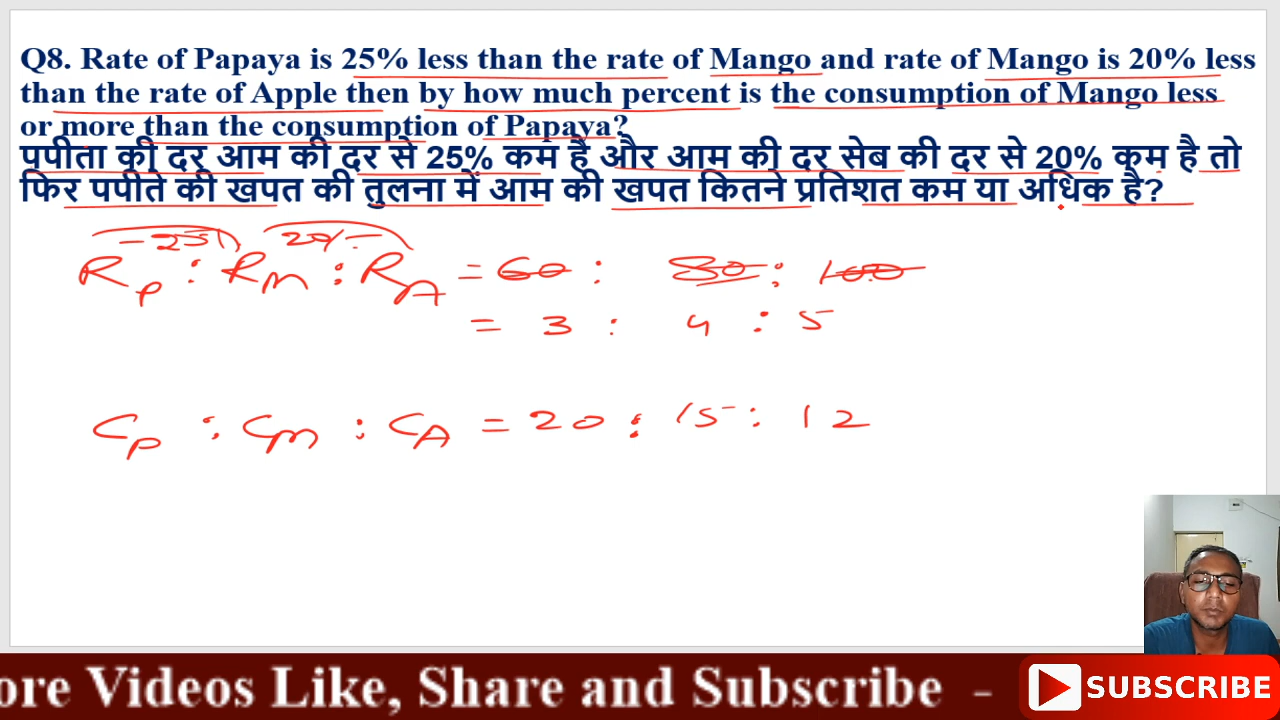 Q8. Rate of Papaya is 25% less than the rate of Mango and rate of Mango is 20% less
than the rate of Apple then by how much percent is the consumption of Mango less
or more than the consumption of Papaya?
पपीता की दर आम की दर से 25% कम है और आम की दर सेब की दर से 20% कम है तो
फिर पपीते की खपत की तुलना में आम की खपत कितने प्रतिशत कम या अधिक है?
-25% 20%-
RP : RM : RA = 60 : 80 : 100
= 3 : 4 : 5
CP : CM : CA = 20 : 15 : 12
ore Videos Like, Share and Subscribe -
SUBSCRIBE